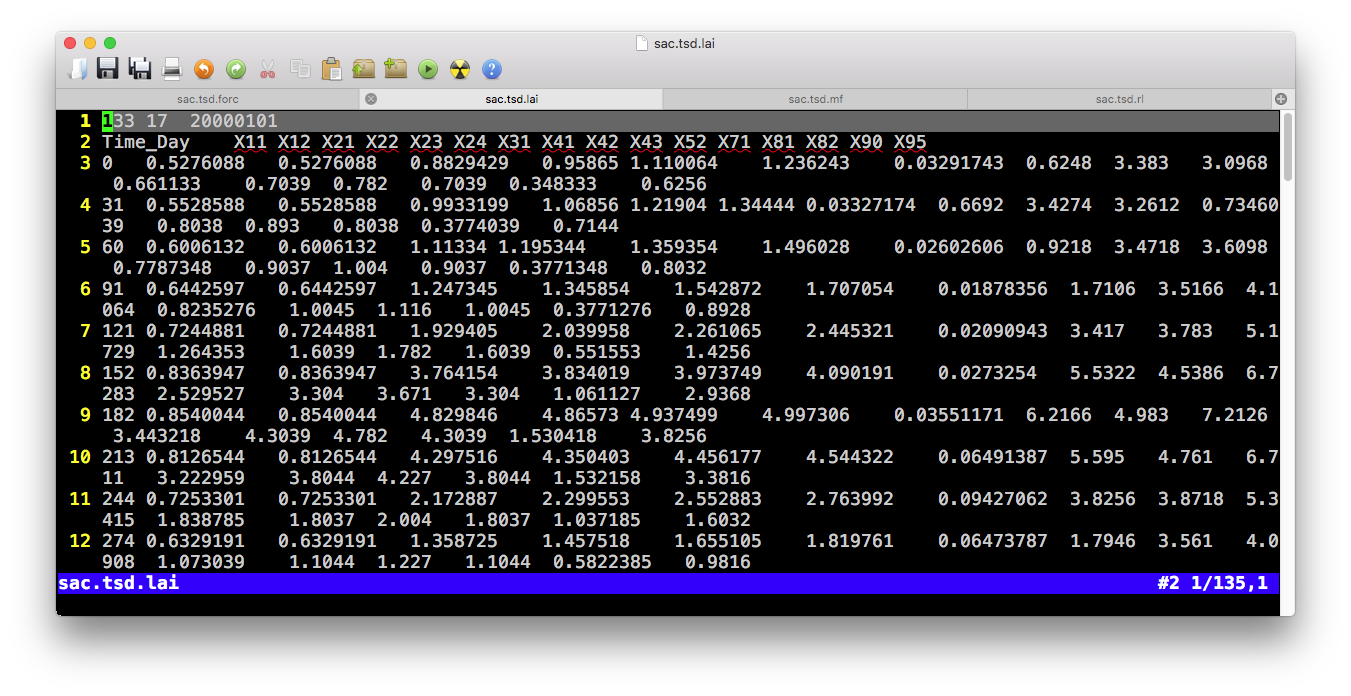 sac.tsd.lai
sac.tsd.forc sac.tsd.lai sac.tsd.mf sac.tsd.rl
1 133 17 20000101
2 Time_Day X11 X12 X21 X22 X23 X24 X31 X41 X42 X43 X52 X71 X81 X82 X90 X95
3 0 0.5276088 0.5276088 0.8829429 0.95865 1.110064 1.236243 0.03291743 0.6248 3.383 3.0968
0.661133 0.7039 0.782 0.7039 0.348333 0.6256
4 31 0.5528588 0.5528588 0.9933199 1.06856 1.21904 1.34444 0.03327174 0.6692 3.4274 3.2612 0.73460
39 0.8038 0.893 0.8038 0.3774039 0.7144
5 60 0.6006132 0.6006132 1.11334 1.195344 1.359354 1.496028 0.02602606 0.9218 3.4718 3.6098
0.7787348 0.9037 1.004 0.9037 0.3771348 0.8032
6 91 0.6442597 0.6442597 1.247345 1.345854 1.542872 1.707054 0.01878356 1.7106 3.5166 4.1
064 0.8235276 1.0045 1.116 1.0045 0.3771276 0.8928
7 121 0.7244881 0.7244881 1.929405 2.039958 2.261065 2.445321 0.02090943 3.417 3.783 5.1
729 1.264353 1.6039 1.782 1.6039 0.551553 1.4256
8 152 0.8363947 0.8363947 3.764154 3.834019 3.973749 4.090191 0.0273254 5.5322 4.5386 6.7
283 2.529527 3.304 3.671 3.304 1.061127 2.9368
9 182 0.8540044 0.8540044 4.829846 4.86573 4.937499 4.997306 0.03551171 6.2166 4.983 7.2126
3.443218 4.3039 4.782 4.3039 1.530418 3.8256
10 213 0.8126544 0.8126544 4.297516 4.350403 4.456177 4.544322 0.06491387 5.595 4.761 6.7
11 3.222959 3.8044 4.227 3.8044 1.532158 3.3816
11 244 0.7253301 0.7253301 2.172887 2.299553 2.552883 2.763992 0.09427062 3.8256 3.8718 5.3
415 1.838785 1.8037 2.004 1.8037 1.037185 1.6032
12 274 0.6329191 0.6329191 1.358725 1.457518 1.655105 1.819761 0.06473787 1.7946 3.561 4.0
908 1.073039 1.1044 1.227 1.1044 0.5822385 0.9816
sac.tsd.lai #2 1/135,1